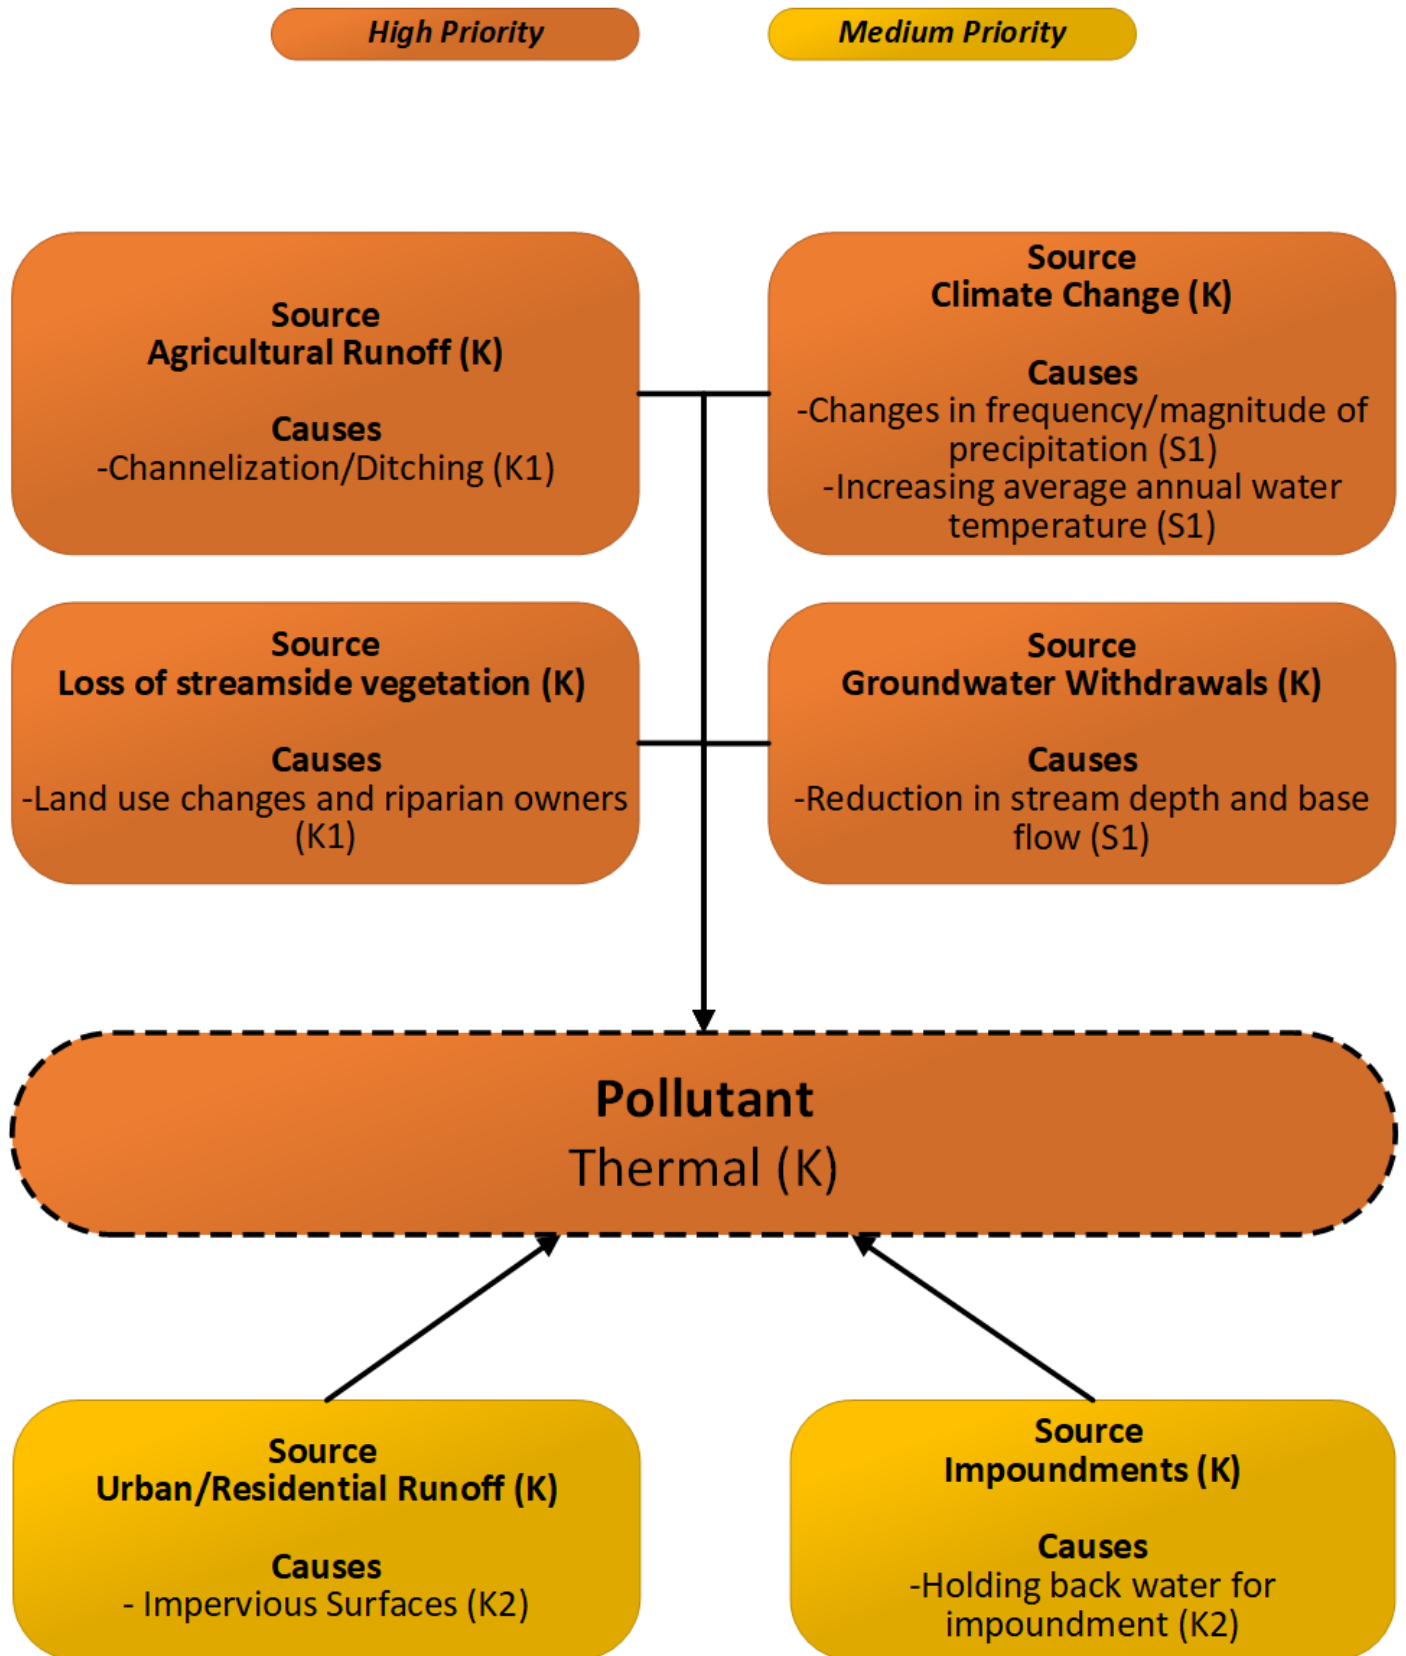 High Priority
Medium Priority
Source
Agricultural Runoff (K)
Causes
-Channelization/Ditching (K1)
Source
Climate Change (K)
Causes
-Changes in frequency/magnitude of
precipitation (S1)
-Increasing average annual water
temperature (S1)
Source
Loss of streamside vegetation (K)
Causes
-Land use changes and riparian owners
(K1)
Source
Groundwater Withdrawals (K)
Causes
-Reduction in stream depth and base
flow (S1)
Pollutant
Thermal (K)
Source
Urban/Residential Runoff (K)
Causes
- Impervious Surfaces (K2)
Source
Impoundments (K)
Causes
-Holding back water for
impoundment (K2)